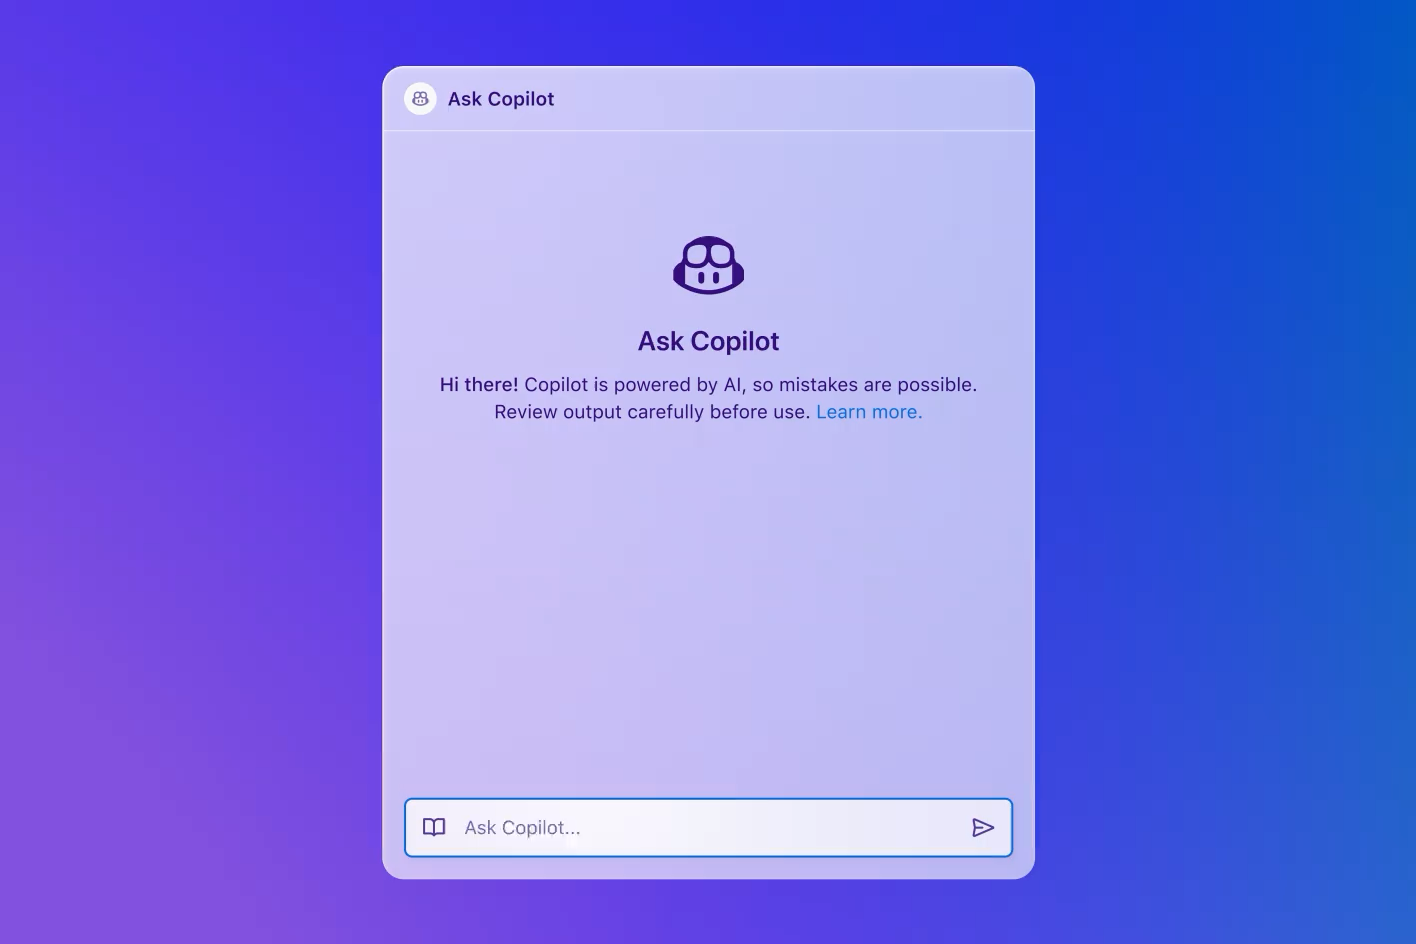 Ask Copilot
Ask Copilot
Hi there! Copilot is powered by AI, so mistakes are possible.
Review output carefully before use. Learn more.
Ask Copilot...